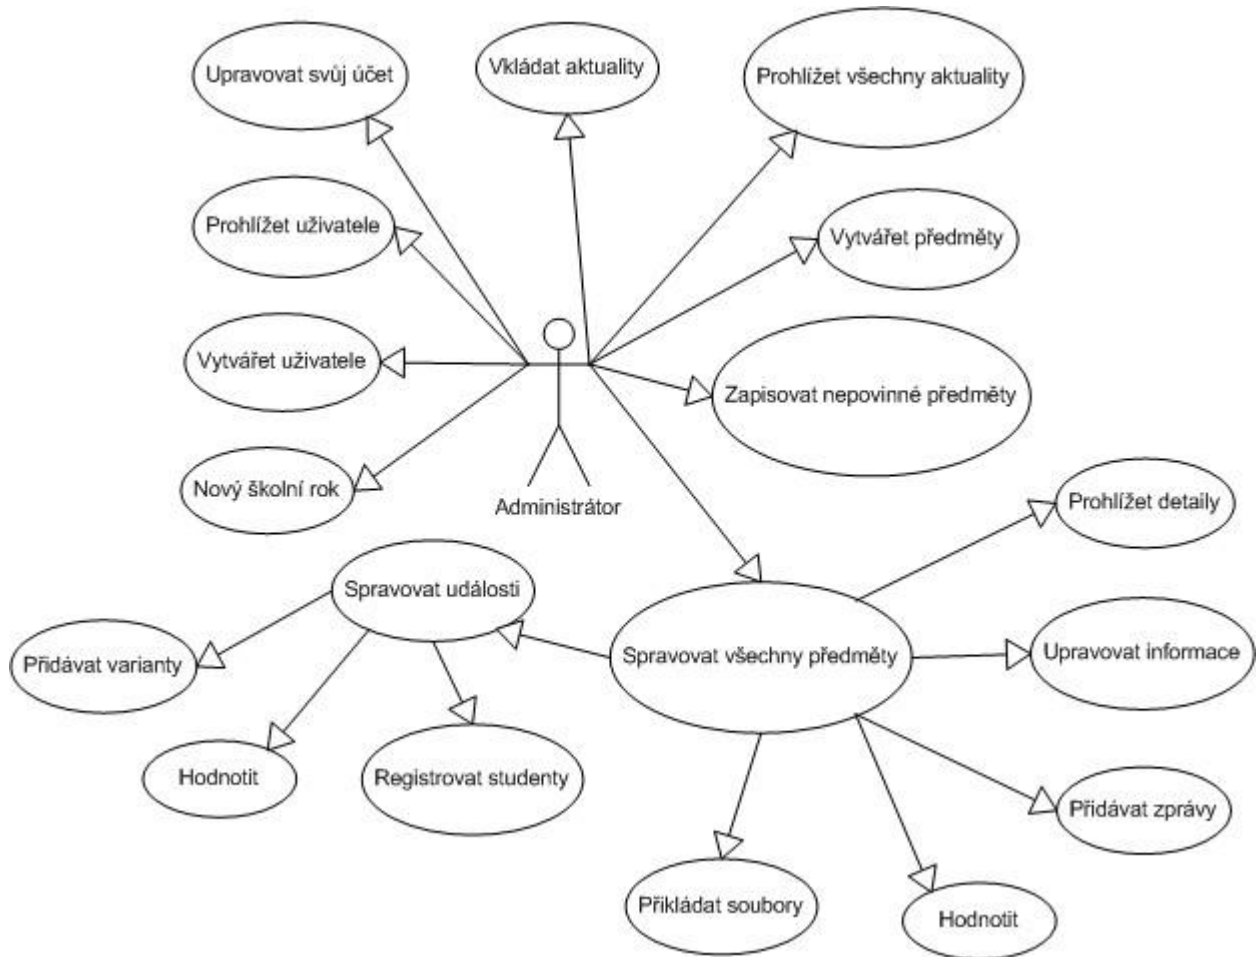 Upravovat svůj účet
Vkládat aktuality
Prohlížet všechny aktuality
Prohlížet uživatele
Vytvářet předměty
Vytvářet uživatele
Zapisovat nepovinné předměty
Nový školní rok
Administrátor
Prohlížet detaily
Spravovat události
Přidávat varianty
Spravovat všechny předměty
Upravovat informace
Hodnotit
Registrovat studenty
Přidávat zprávy
Přikládat soubory
Hodnotit